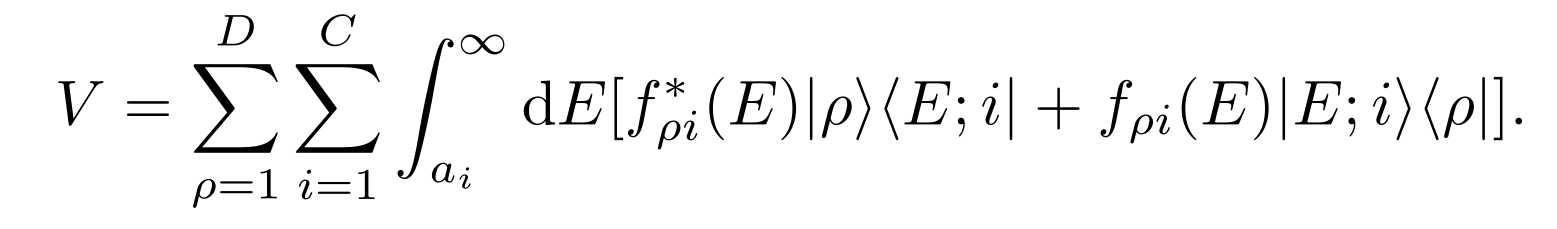 $V = \sum_{\rho=1}^{D} \sum_{i=1}^{C} \int_{a_i}^{\infty} \mathrm{d}E [f_{\rho i}^{*}(E)|\rho\rangle\langle E; i| + f_{\rho i}(E)|E; i\rangle\langle\rho|].$